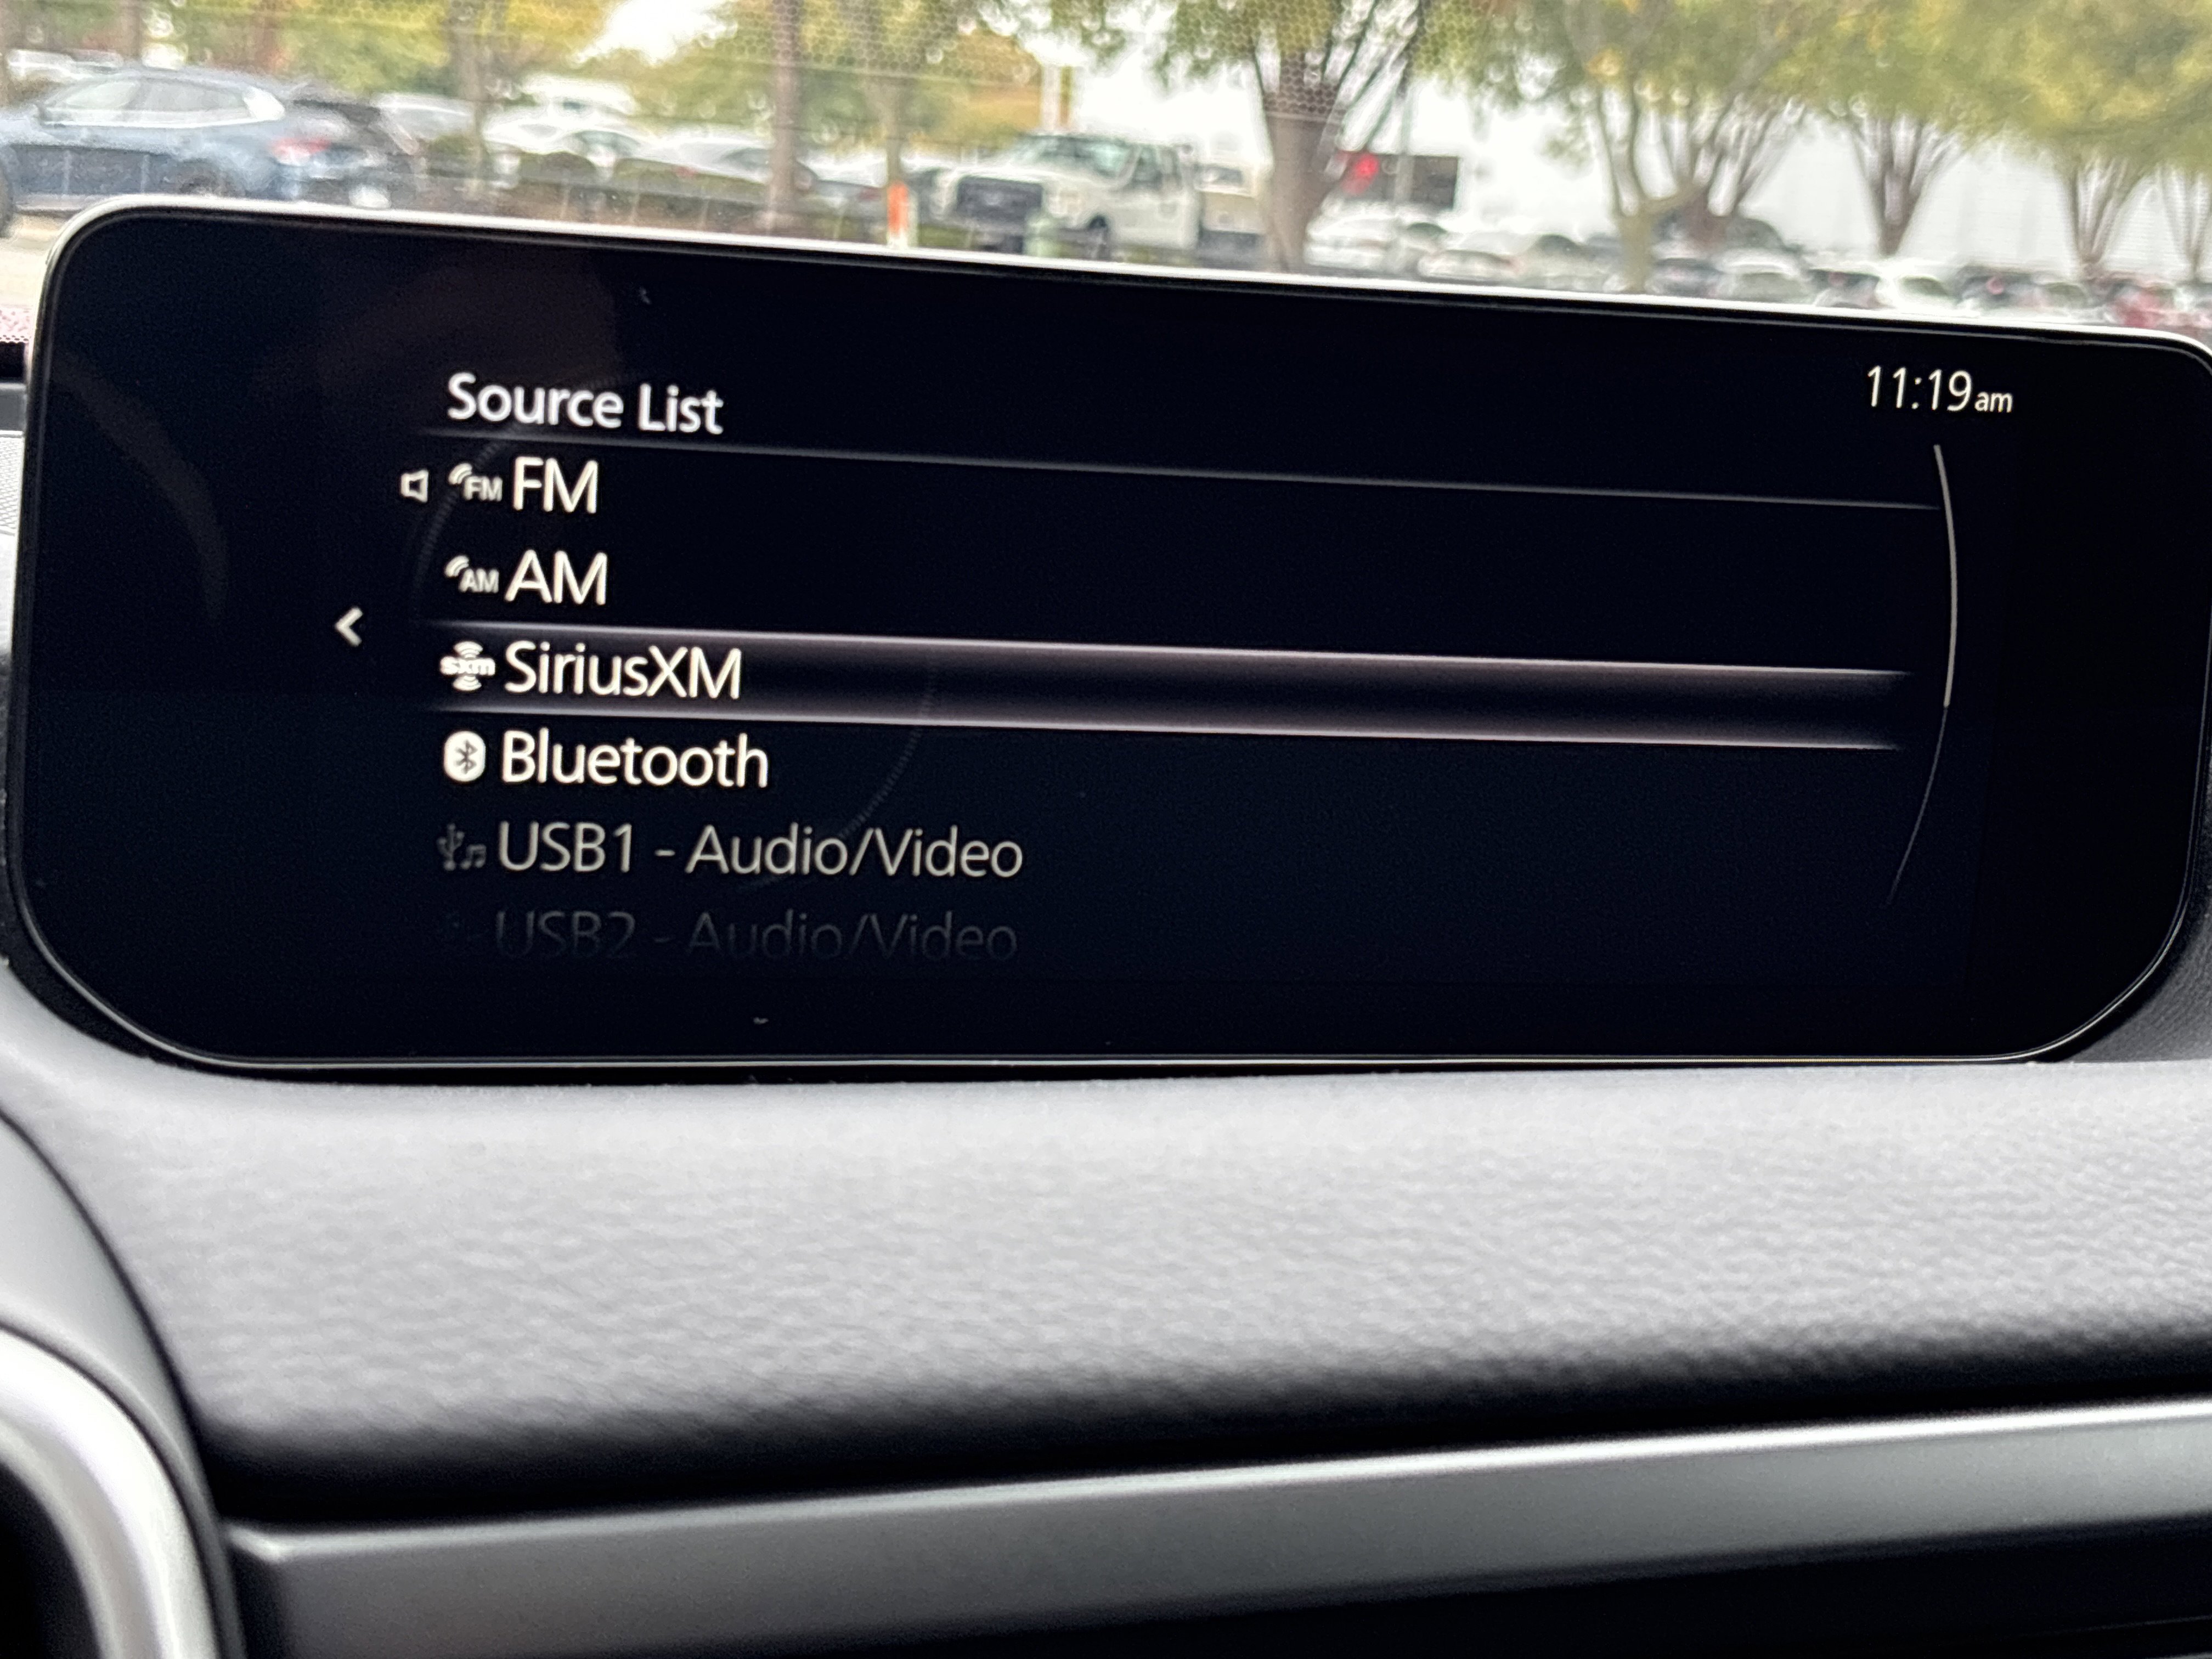 Source List
11:19am
FM FM
AM AM
sxm SiriusXM
Bluetooth
USB1 - Audio/Video
USB2 - Audio/Video